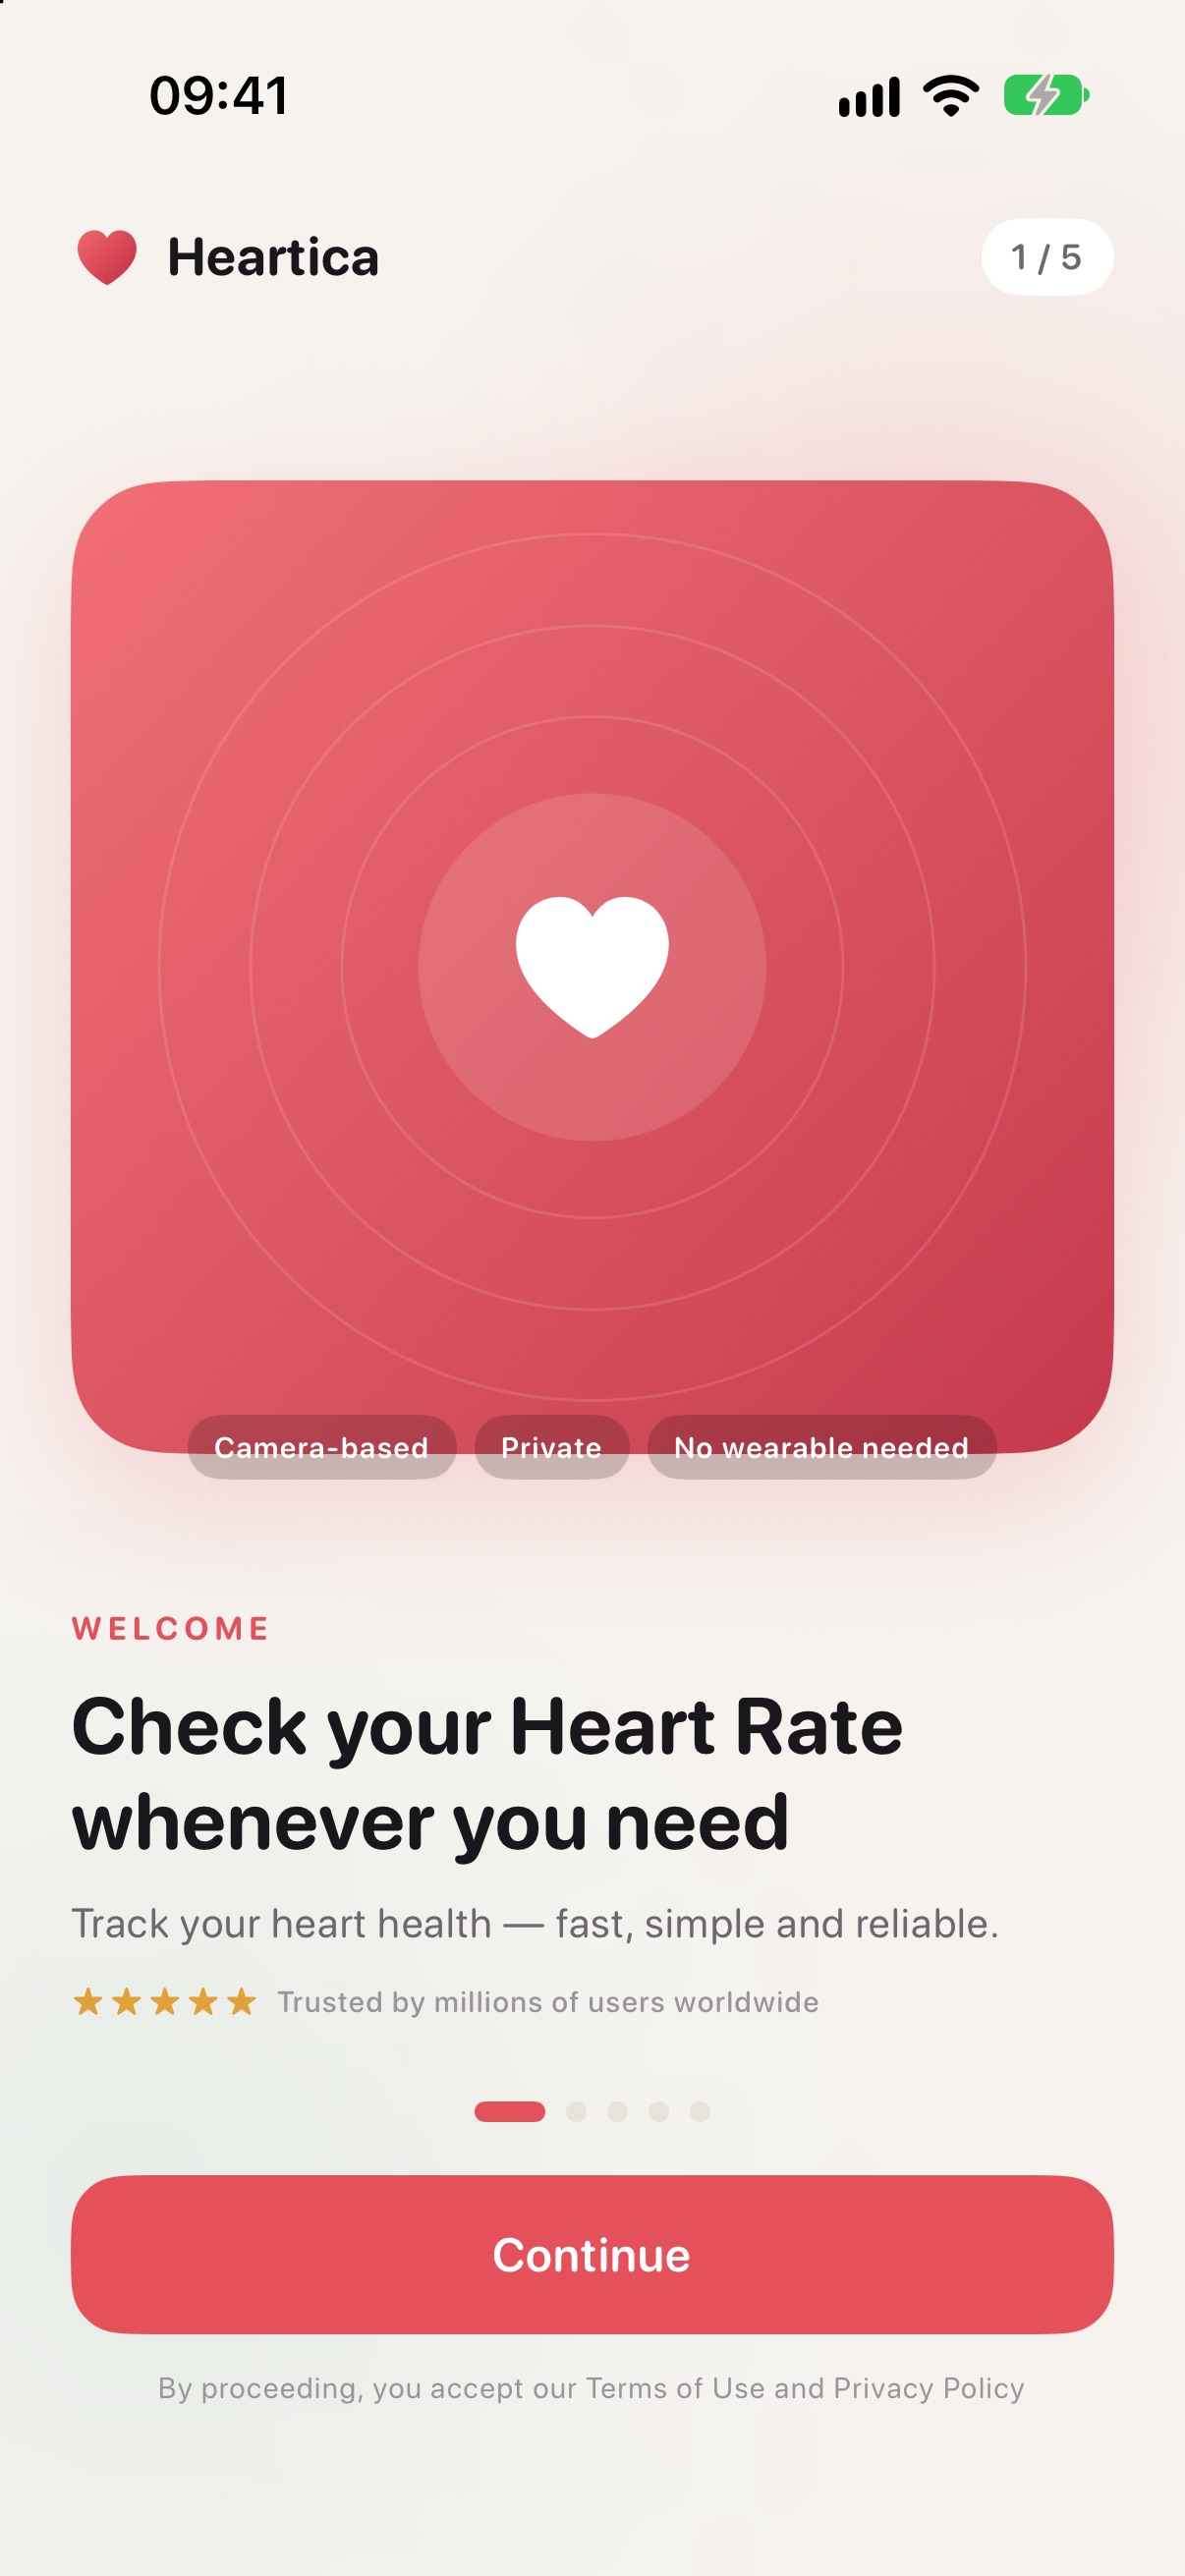 09:41
Heartica
1 / 5
Camera-based
Private
No wearable needed
WELCOME
Check your Heart Rate
whenever you need
Track your heart health — fast, simple and reliable.
Trusted by millions of users worldwide
Continue
By proceeding, you accept our Terms of Use and Privacy Policy